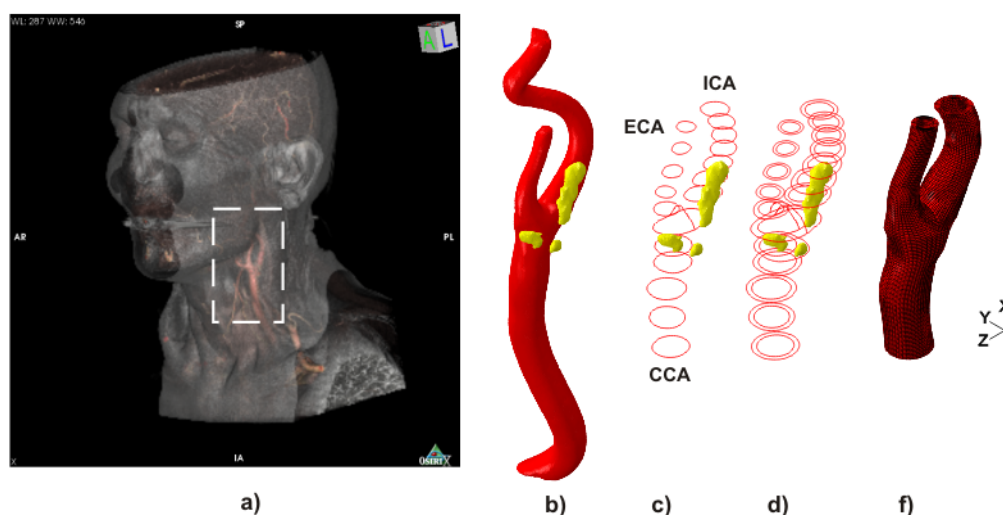 WL: 287 WW: 546
SP
A L
AR
PL
X
IA
OSIRIX
a)
ICA
ECA
CCA
X
Y
Z
b)
c)
d)
f)